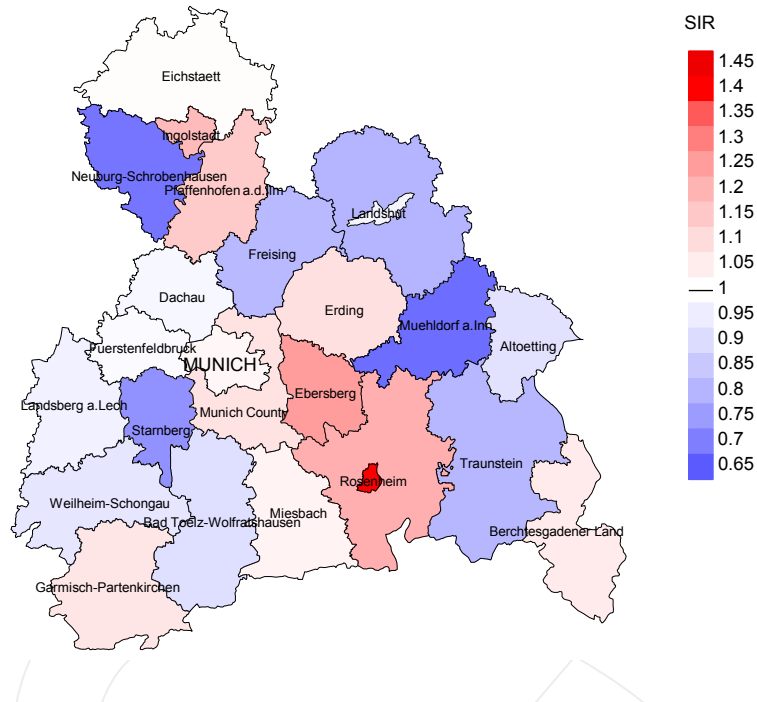 SIR
1.45
1.4
1.35
1.3
1.25
1.2
1.15
1.1
1.05
1
0.95
0.9
0.85
0.8
0.75
0.7
0.65
Eichstaett
Ingolstadt
Neuburg-Schrobenhausen
Pfaffenhofen a.d.Ilm
Landshut
Freising
Dachau
Erding
Muehldorf a.Inn
Fuerstenfeldbruck
Altoetting
MUNICH
Ebersberg
Landsberg a.Lech
Munich County
Starnberg
Traunstein
Rosenheim
Weilheim-Schongau
Miesbach
Bad Toelz-Wolfratshausen
Berchtesgadener Land
Garmisch-Partenkirchen